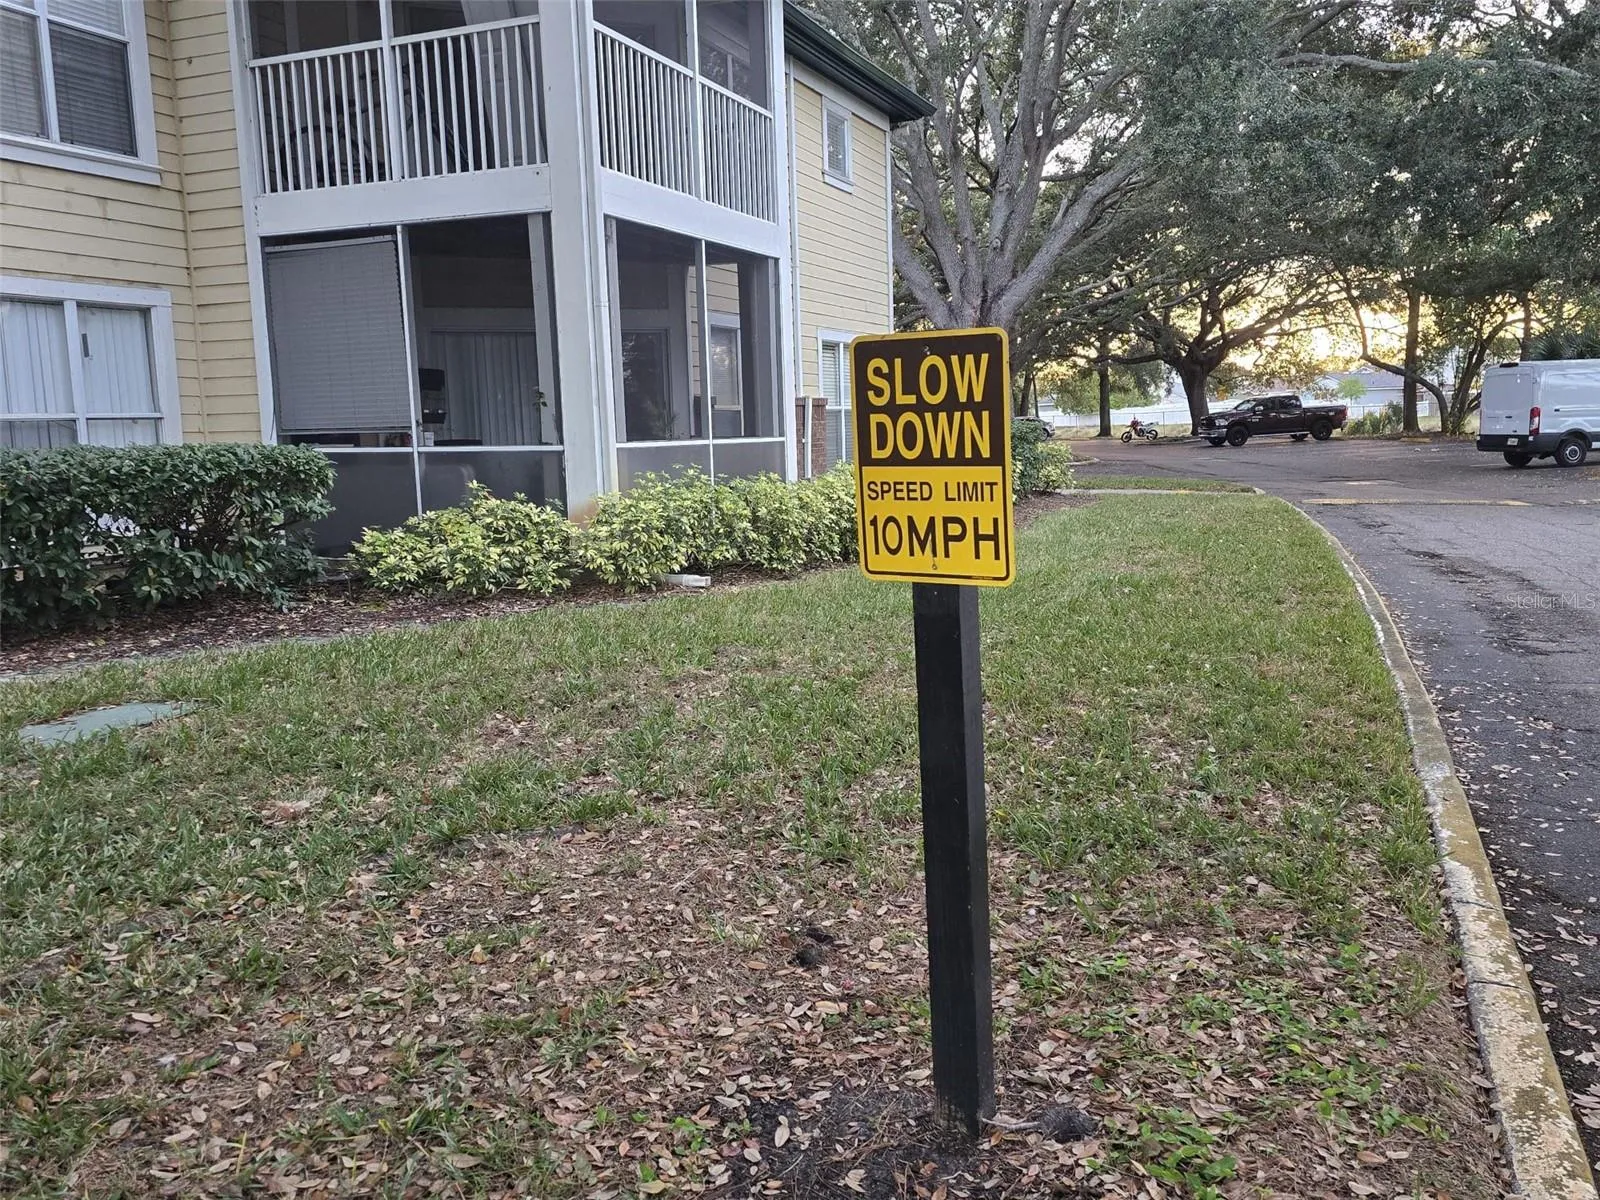 SLOW
DOWN
SPEED LIMIT
10MPH
StellarMLS